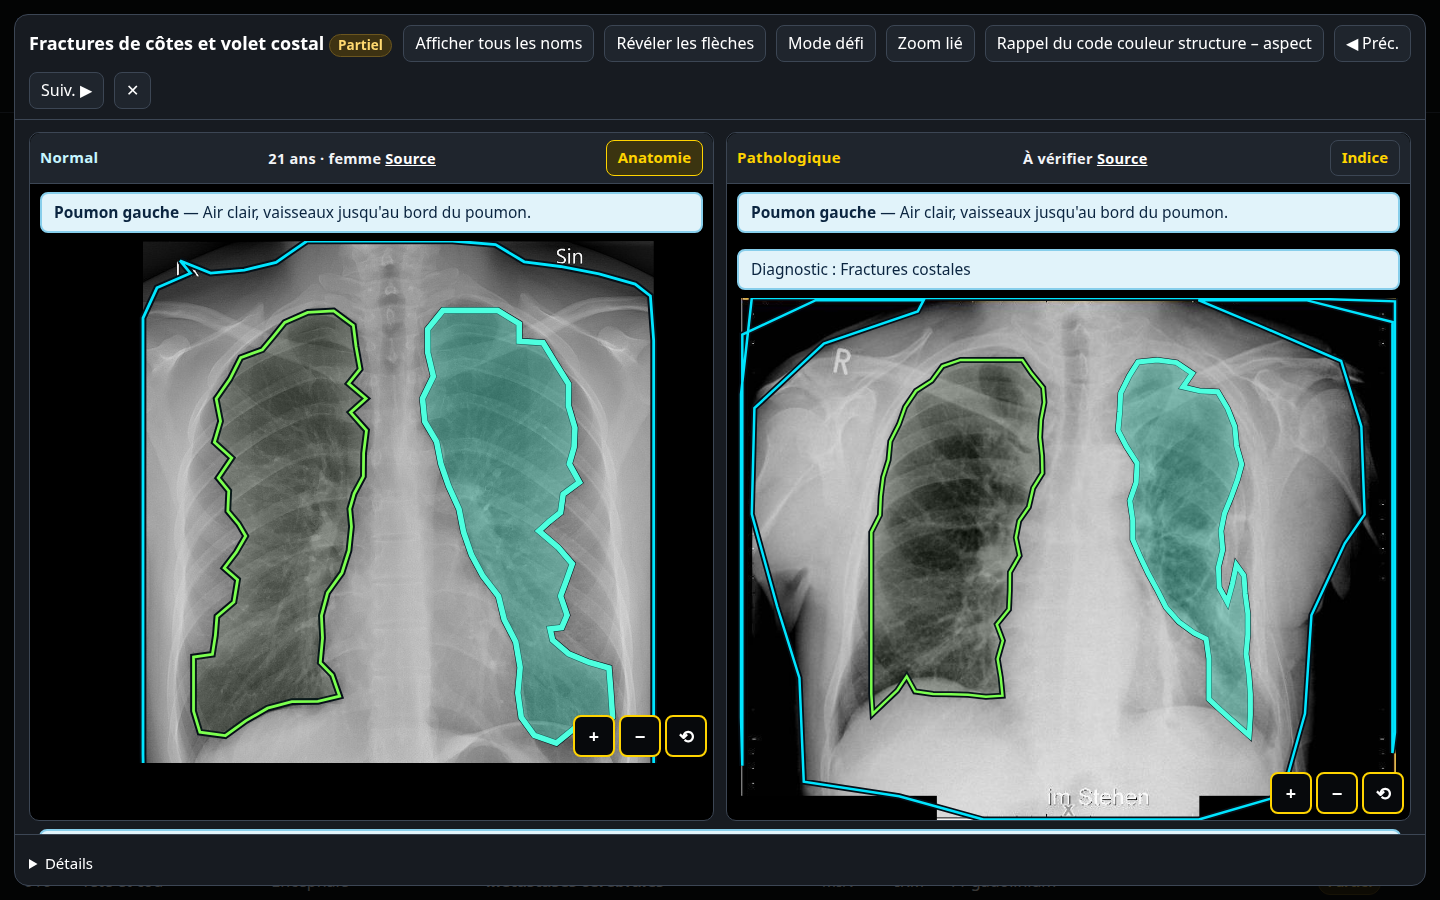 Fractures de côtes et volet costal Partiel Afficher tous les noms Révéler les flèches Mode défi Zoom lié Rappel du code couleur structure – aspect ◀ Préc.
Suiv. ▶ ✕
Normal 21 ans · femme Source Anatomie
Poumon gauche — Air clair, vaisseaux jusqu'au bord du poumon.
Sin
+ − ⟲
Pathologique À vérifier Source Indice
Poumon gauche — Air clair, vaisseaux jusqu'au bord du poumon.
Diagnostic : Fractures costales
R
im Stehen
X
+ − ⟲
▶ Détails